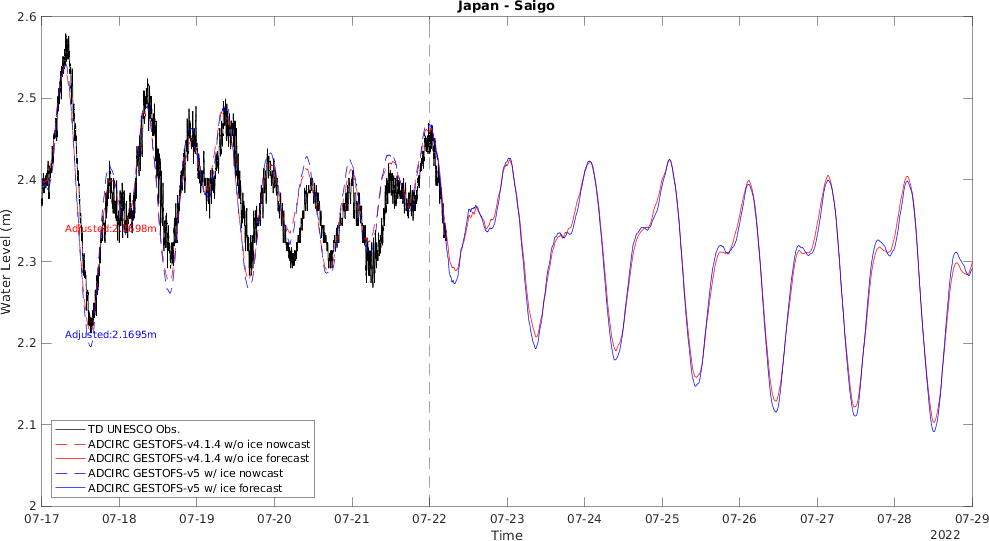 Japan - Saigo
2.6
2.5
2.4
2.3
2.2
2.1
2
Water Level (m)
Adjusted:2.1698m
Adjusted:2.1695m
TD UNESCO Obs.
ADCIRC GESTOFS-v4.1.4 w/o ice nowcast
ADCIRC GESTOFS-v4.1.4 w/o ice forecast
ADCIRC GESTOFS-v5 w/ ice nowcast
ADCIRC GESTOFS-v5 w/ ice forecast
07-17 07-18 07-19 07-20 07-21 07-22 07-23 07-24 07-25 07-26 07-27 07-28 07-29
Time
2022